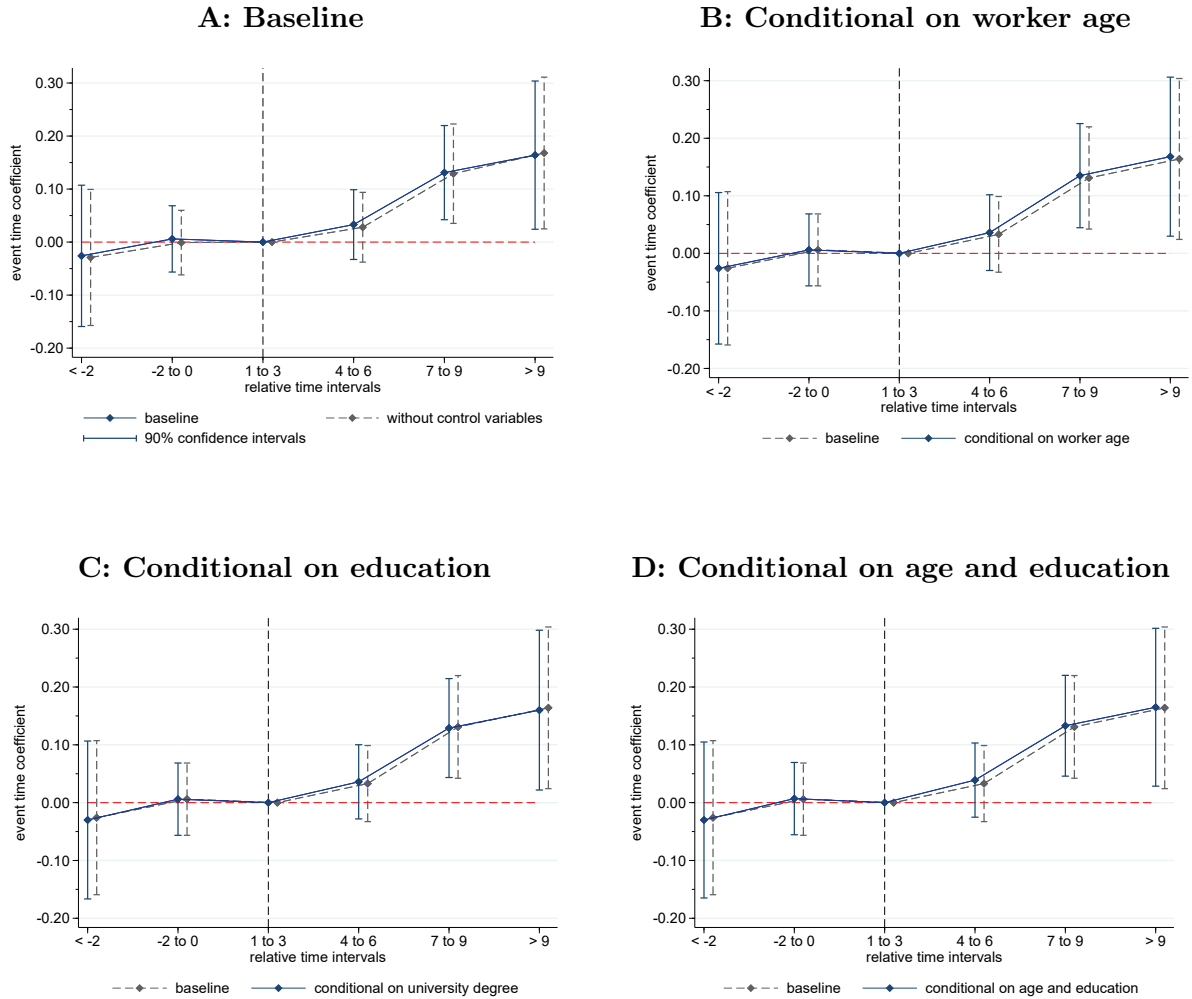 A: Baseline
event time coefficient
0.30
0.20
0.10
0.00
-0.10
-0.20
< -2 -2 to 0 1 to 3 4 to 6 7 to 9 > 9
relative time intervals
baseline without control variables
90% confidence intervals
B: Conditional on worker age
event time coefficient
0.30
0.20
0.10
0.00
-0.10
-0.20
< -2 -2 to 0 1 to 3 4 to 6 7 to 9 > 9
relative time intervals
baseline conditional on worker age
C: Conditional on education
event time coefficient
0.30
0.20
0.10
0.00
-0.10
-0.20
< -2 -2 to 0 1 to 3 4 to 6 7 to 9 > 9
relative time intervals
baseline conditional on university degree
D: Conditional on age and education
event time coefficient
0.30
0.20
0.10
0.00
-0.10
-0.20
< -2 -2 to 0 1 to 3 4 to 6 7 to 9 > 9
relative time intervals
baseline conditional on age and education